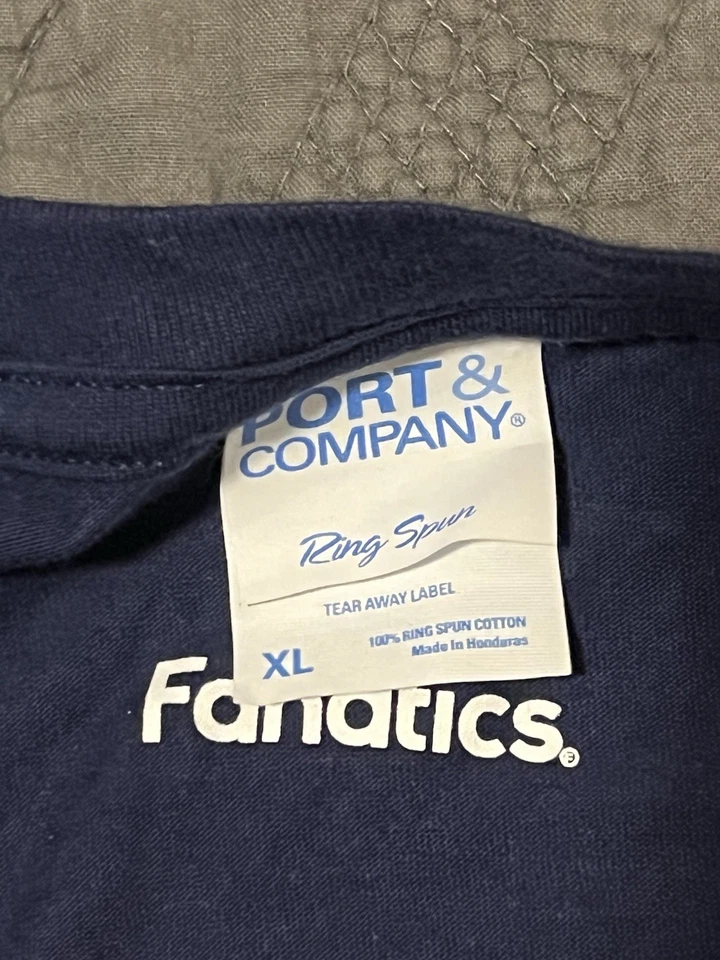 PORT &
COMPANY®
Ring Spun
TEAR AWAY LABEL
100% RING SPUN COTTON
XL Made in Honduras
Fanatics.